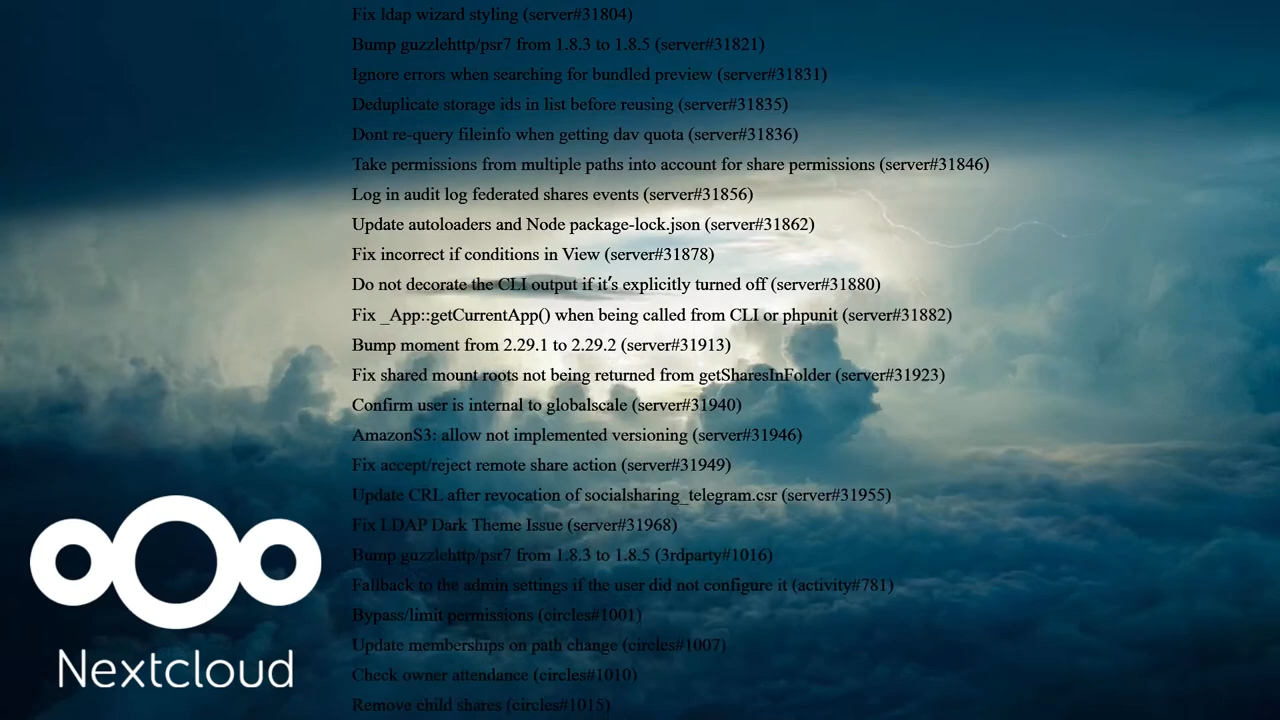 Fix ldap wizard styling (server#31804)
Bump guzzlehttp/psr7 from 1.8.3 to 1.8.5 (server#31821)
Ignore errors when searching for bundled preview (server#31831)
Deduplicate storage ids in list before reusing (server#31835)
Dont re-query fileinfo when getting dav quota (server#31836)
Take permissions from multiple paths into account for share permissions (server#31846)
Log in audit log federated shares events (server#31856)
Update autoloaders and Node package-lock.json (server#31862)
Fix incorrect if conditions in View (server#31878)
Do not decorate the CLI output if it’s explicitly turned off (server#31880)
Fix _App::getCurrentApp() when being called from CLI or phpunit (server#31882)
Bump moment from 2.29.1 to 2.29.2 (server#31913)
Fix shared mount roots not being returned from getSharesInFolder (server#31923)
Confirm user is internal to globalscale (server#31940)
AmazonS3: allow not implemented versioning (server#31946)
Fix accept/reject remote share action (server#31949)
Update CRL after revocation of socialsharing_telegram.csr (server#31955)
Fix LDAP Dark Theme Issue (server#31968)
Bump guzzlehttp/psr7 from 1.8.3 to 1.8.5 (3rdparty#1016)
Fallback to the admin settings if the user did not configure it (activity#781)
Bypass/limit permissions (circles#1001)
Update memberships on path change (circles#1007)
Check owner attendance (circles#1010)
Remove child shares (circles#1015)
Nextcloud